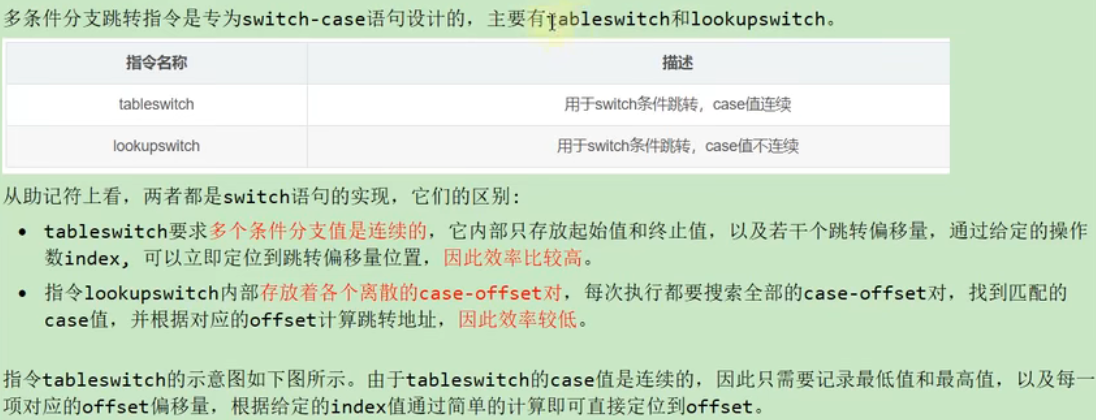 多条件分支跳转指令是专为switch-case语句设计的，主要有tableswitch和lookupswitch。
指令名称 描述
tableswitch 用于switch条件跳转，case值连续
lookupswitch 用于switch条件跳转，case值不连续
从助记符上看，两者都是switch语句的实现，它们的区别：
• tableswitch要求多个条件分支值是连续的，它内部只存放起始值和终止值，以及若干个跳转偏移量，通过给定的操作
数index，可以立即定位到跳转偏移量位置，因此效率比较高。
• 指令lookupswitch内部存放着各个离散的case-offset对，每次执行都要搜索全部的case-offset对，找到匹配的
case值，并根据对应的offset计算跳转地址，因此效率较低。
指令tableswitch的示意图如下图所示。由于tableswitch的case值是连续的，因此只需要记录最低值和最高值，以及每一
项对应的offset偏移量，根据给定的index值通过简单的计算即可直接定位到offset。